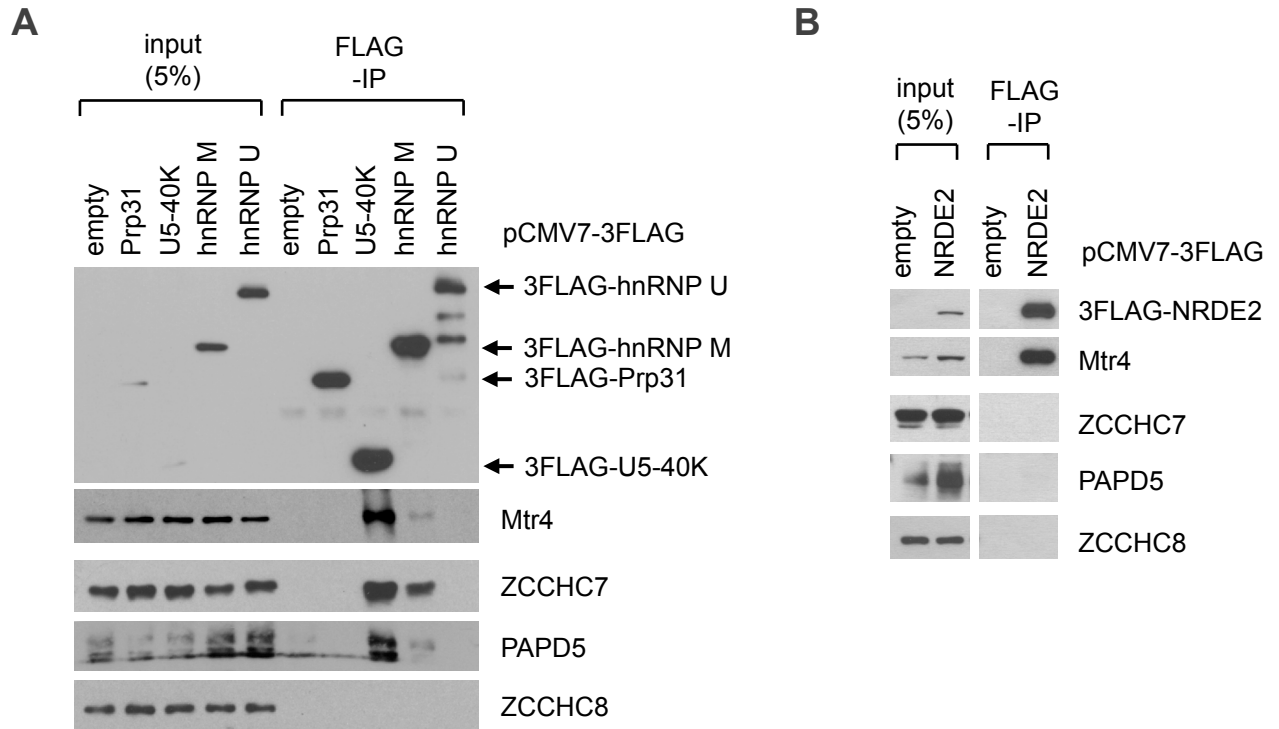 A
input
(5%)
FLAG
-IP
empty
Prp31
U5-40K
hnRNP M
hnRNP U
empty
Prp31
U5-40K
hnRNP M
hnRNP U
pCMV7-3FLAG
3FLAG-hnRNP U
3FLAG-hnRNP M
3FLAG-Prp31
3FLAG-U5-40K
Mtr4
ZCCHC7
PAPD5
ZCCHC8
B
input
(5%)
FLAG
-IP
empty
NRDE2
empty
NRDE2
pCMV7-3FLAG
3FLAG-NRDE2
Mtr4
ZCCHC7
PAPD5
ZCCHC8